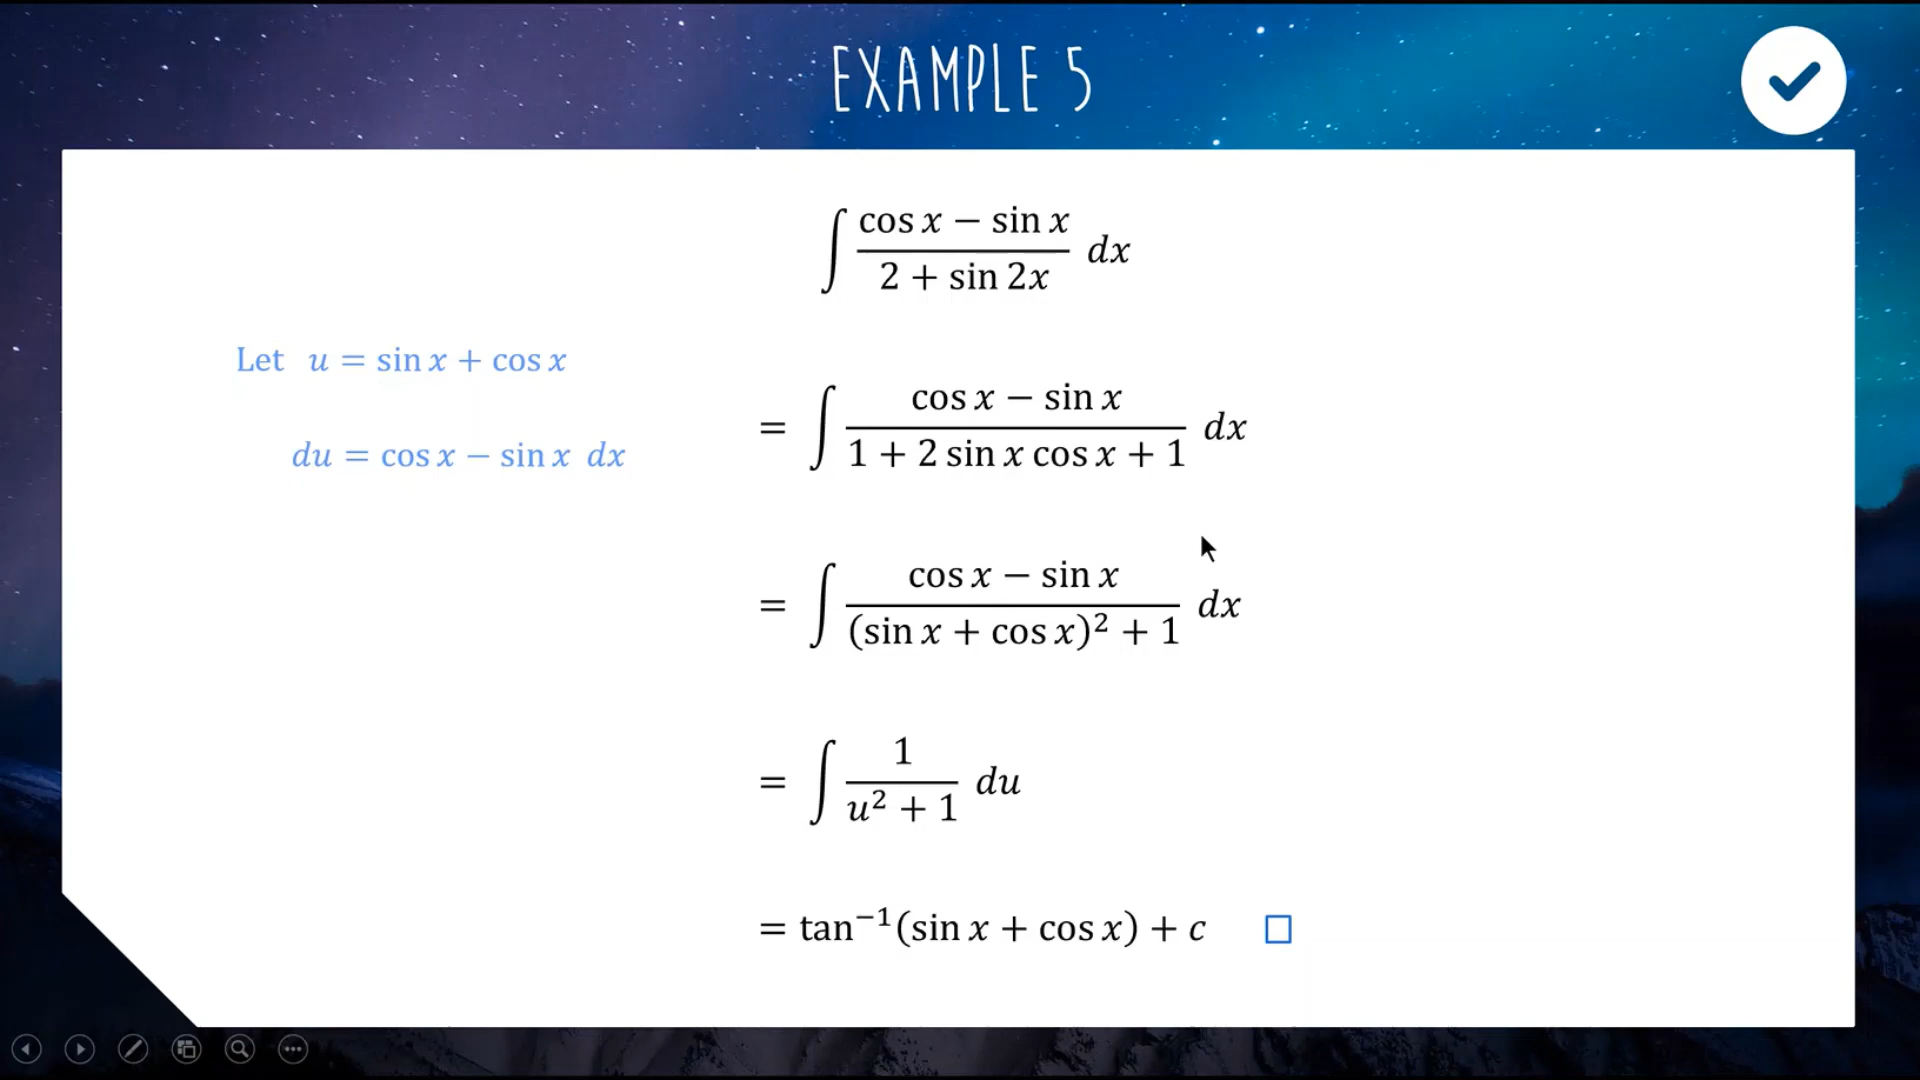 EXAMPLE 5
∫ (cos x − sin x)/(2 + sin 2x) dx
Let u = sin x + cos x
du = cos x − sin x dx
= ∫ (cos x − sin x)/(1 + 2 sin x cos x + 1) dx
= ∫ (cos x − sin x)/((sin x + cos x)² + 1) dx
= ∫ 1/(u² + 1) du
= tan⁻¹(sin x + cos x) + c □